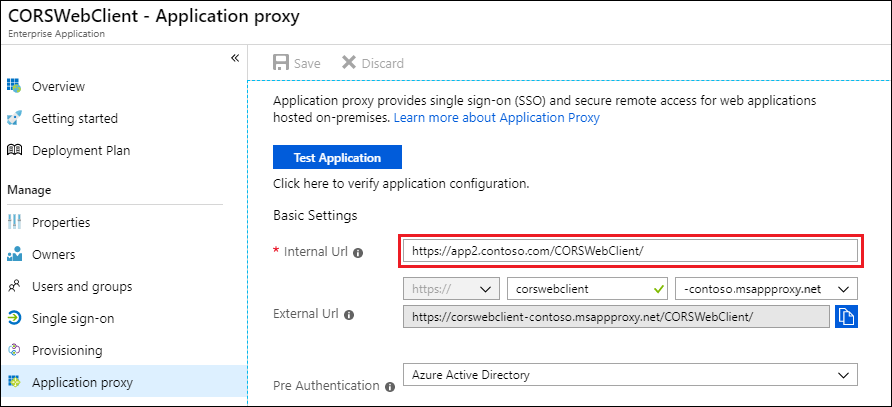 CORSWebClient - Application proxy
Enterprise Application
«
Overview
Getting started
Deployment Plan
Manage
Properties
Owners
Users and groups
Single sign-on
Provisioning
Application proxy
Save
Discard
Application proxy provides single sign-on (SSO) and secure remote access for web applications
hosted on-premises. Learn more about Application Proxy
Test Application
Click here to verify application configuration.
Basic Settings
* Internal Url
https://app2.contoso.com/CORSWebClient/
https://
corswebclient
-contoso.msappproxy.net
External Url
https://corswebclient-contoso.msappproxy.net/CORSWebClient/
Pre Authentication
Azure Active Directory